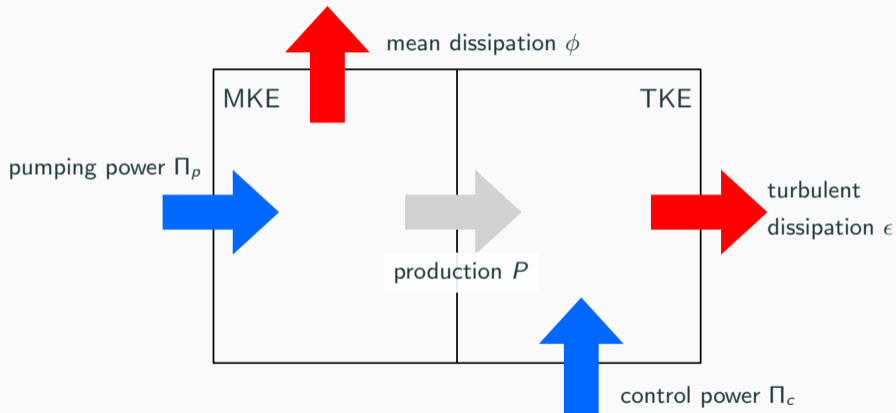 mean dissipation ϕ
MKE
TKE
pumping power Πp
turbulent
dissipation ϵ
production P
control power Πc